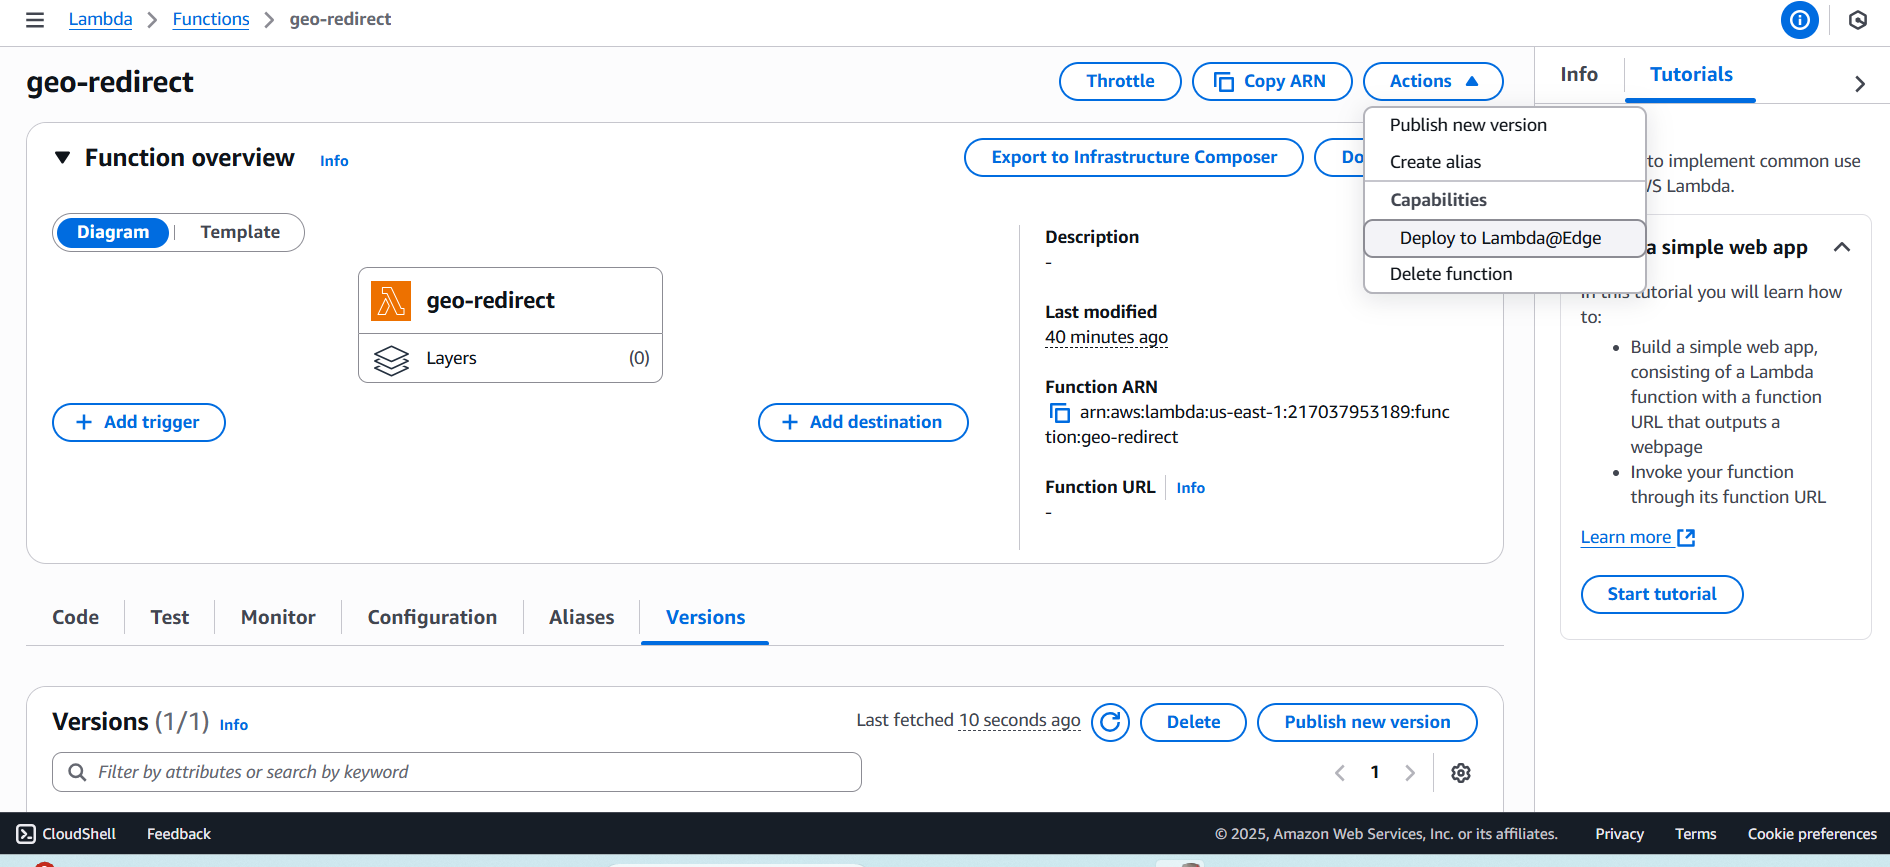 Lambda > Functions > geo-redirect
geo-redirect
Throttle
Copy ARN
Actions
Info
Tutorials
Publish new version
Create alias
Capabilities
Deploy to Lambda@Edge
Delete function
Function overview
Info
Export to Infrastructure Composer
Do
Diagram
Template
geo-redirect
Layers
(0)
Add trigger
Add destination
Description
-
Last modified
40 minutes ago
Function ARN
arn:aws:lambda:us-east-1:217037953189:func
tion:geo-redirect
Function URL
Info
-
to implement common use
WS Lambda.
a simple web app
In this tutorial you will learn how
to:
Build a simple web app,
consisting of a Lambda
function with a function
URL that outputs a
webpage
Invoke your function
through its function URL
Learn more
Start tutorial
Code
Test
Monitor
Configuration
Aliases
Versions
Versions (1/1)
Info
Last fetched 10 seconds ago
Delete
Publish new version
Filter by attributes or search by keyword
1
CloudShell
Feedback
© 2025, Amazon Web Services, Inc. or its affiliates.
Privacy
Terms
Cookie preferences